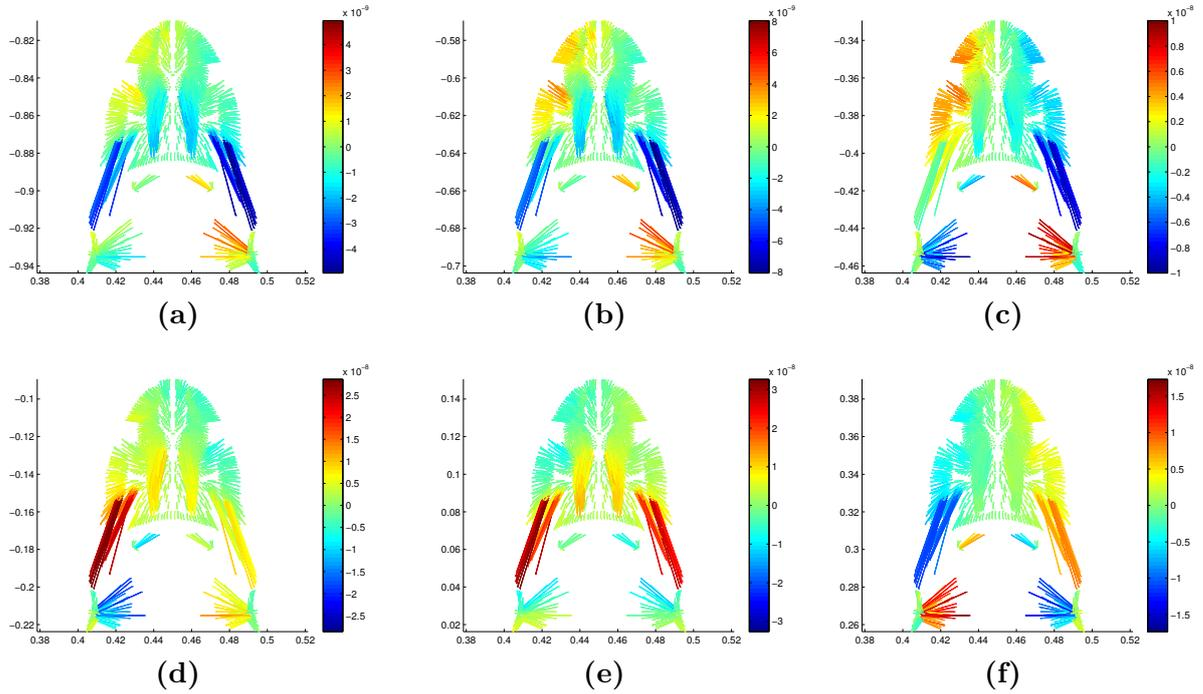 x 10⁻⁹ x 10⁻⁹ x 10⁻⁸
−0.82 4 −0.58 8 −0.34 1
−0.84 3 −0.6 6 −0.36 0.8
−0.86 2 −0.62 4 −0.38 0.6
−0.88 1 −0.64 2 −0.4 0.4
−0.9 0 −0.66 0 −0.42 0.2
−0.92 −1 −0.68 −2 −0.44 0
−0.94 −2 −0.7 −4 −0.46 −0.2
−3 −6 −0.4
−4 −8 −0.6
−0.8
−1
0.38 0.4 0.42 0.44 0.46 0.48 0.5 0.52 0.38 0.4 0.42 0.44 0.46 0.48 0.5 0.52 0.38 0.4 0.42 0.44 0.46 0.48 0.5 0.52
(a) (b) (c)
x 10⁻⁸ x 10⁻⁸ x 10⁻⁸
−0.1 2.5 0.14 3 0.38 1.5
−0.12 2 0.12 2 0.36 1
−0.14 1.5 0.1 1 0.34 0.5
−0.16 1 0.08 0 0.32 0
−0.18 0.5 0.06 −1 0.3 −0.5
−0.2 0 0.04 −2 0.28 −1
−0.22 −0.5 0.02 −3 0.26 −1.5
−1
−1.5
−2
−2.5
0.38 0.4 0.42 0.44 0.46 0.48 0.5 0.52 0.38 0.4 0.42 0.44 0.46 0.48 0.5 0.52 0.38 0.4 0.42 0.44 0.46 0.48 0.5 0.52
(d) (e) (f)